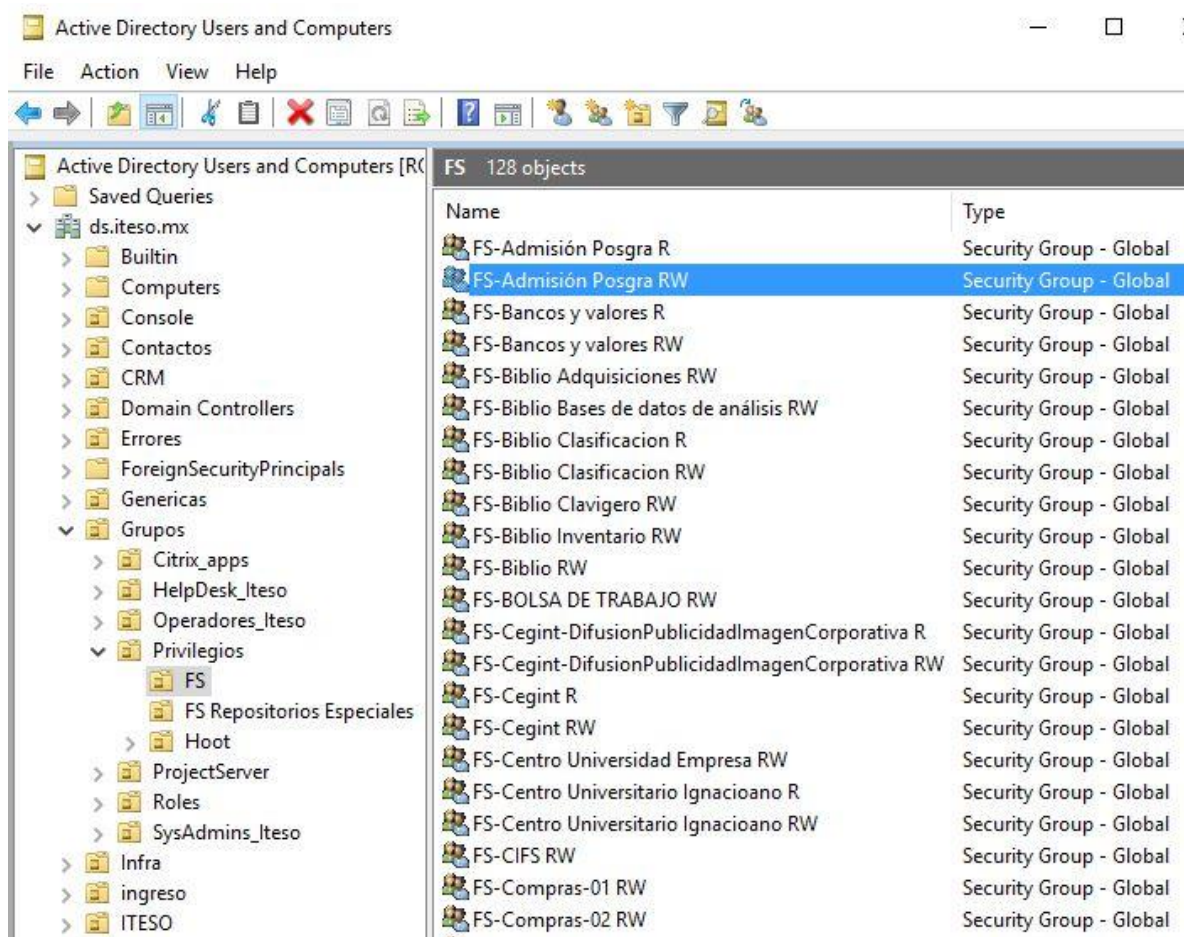 Active Directory Users and Computers
File Action View Help
Active Directory Users and Computers [R(
Saved Queries
ds.iteso.mx
Builtin
Computers
Console
Contactos
CRM
Domain Controllers
Errores
ForeignSecurityPrincipals
Genericas
Grupos
Citrix_apps
HelpDesk_Iteso
Operadores_Iteso
Privilegios
FS
FS Repositorios Especiales
Hoot
ProjectServer
Roles
SysAdmins_Iteso
Infra
ingreso
ITESO
FS 128 objects
Name Type
FS-Admisión Posgra R Security Group - Global
FS-Admisión Posgra RW Security Group - Global
FS-Bancos y valores R Security Group - Global
FS-Bancos y valores RW Security Group - Global
FS-Biblio Adquisiciones RW Security Group - Global
FS-Biblio Bases de datos de análisis RW Security Group - Global
FS-Biblio Clasificacion R Security Group - Global
FS-Biblio Clasificacion RW Security Group - Global
FS-Biblio Clavigero RW Security Group - Global
FS-Biblio Inventario RW Security Group - Global
FS-Biblio RW Security Group - Global
FS-BOLSA DE TRABAJO RW Security Group - Global
FS-Cegint-DifusionPublicidadImagenCorporativa R Security Group - Global
FS-Cegint-DifusionPublicidadImagenCorporativa RW Security Group - Global
FS-Cegint R Security Group - Global
FS-Cegint RW Security Group - Global
FS-Centro Universidad Empresa RW Security Group - Global
FS-Centro Universitario Ignacioano R Security Group - Global
FS-Centro Universitario Ignacioano RW Security Group - Global
FS-CIFS RW Security Group - Global
FS-Compras-01 RW Security Group - Global
FS-Compras-02 RW Security Group - Global